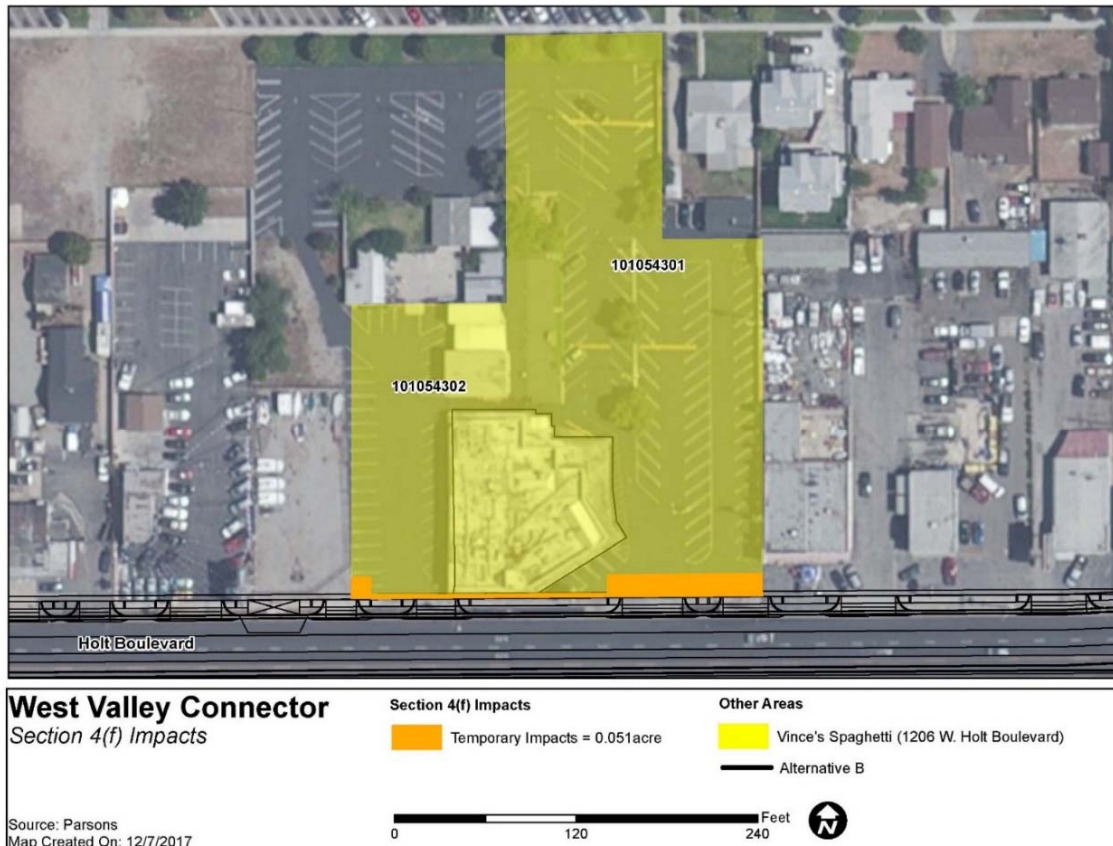 101054301
101054302
Holt Boulevard
West Valley Connector
Section 4(f) Impacts
Section 4(f) Impacts
Temporary Impacts = 0.051acre
Other Areas
Vince's Spaghetti (1206 W. Holt Boulevard)
Alternative B
Source: Parsons
Map Created On: 12/7/2017
0 120 240 Feet
N